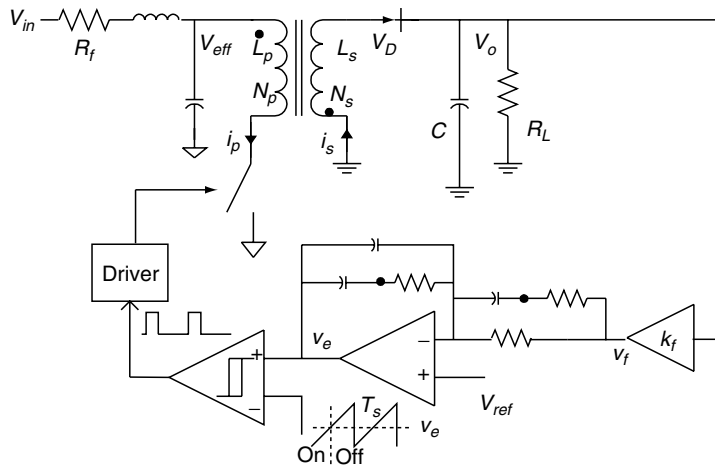 V_in
R_f
V_eff
L_p
L_s
V_D
V_o
N_p
N_s
C
R_L
i_p
i_s
Driver
v_e
v_f
k_f
+
−
−
+
V_ref
T_s
v_e
On
Off